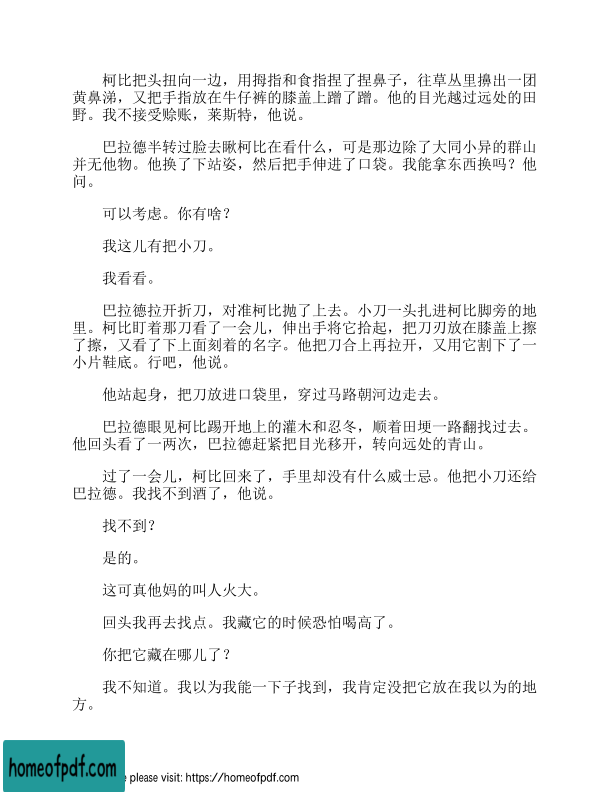 柯比把头扭向一边，用拇指和食指捏了捏鼻子，往草丛里擤出一团
黄鼻涕，又把手指放在牛仔裤的膝盖上蹭了蹭。他的目光越过远处的田
野。我不接受赊账，莱斯特，他说。
巴拉德半转过脸去瞅柯比在看什么，可是那边除了大同小异的群山
并无他物。他换了下站姿，然后把手伸进了口袋。我能拿东西换吗？他
问。
可以考虑。你有啥？
我这儿有把小刀。
我看看。
巴拉德拉开折刀，对准柯比抛了上去。小刀一头扎进柯比脚旁的地
里。柯比盯着那刀看了一会儿，伸出手将它拾起，把刀刃放在膝盖上擦
了擦，又看了下上面刻着的名字。他把刀合上再拉开，又用它割下了一
小片鞋底。行吧，他说。
他站起身，把刀放进口袋里，穿过马路朝河边走去。
巴拉德眼见柯比踢开地上的灌木和忍冬，顺着田埂一路翻找过去。
他回头看了一两次，巴拉德赶紧把目光移开，转向远处的青山。
过了一会儿，柯比回来了，手里却没有什么威士忌。他把小刀还给
巴拉德。我找不到酒了，他说。
找不到？
是的。
这可真他妈的叫人火大。
回头我再去找点。我藏它的时候恐怕喝高了。
你把它藏在哪儿了？
我不知道。我以为我能一下子找到，我肯定没把它放在我以为的地
方。
homeofpdf.com
e please visit: https://homeofpdf.com